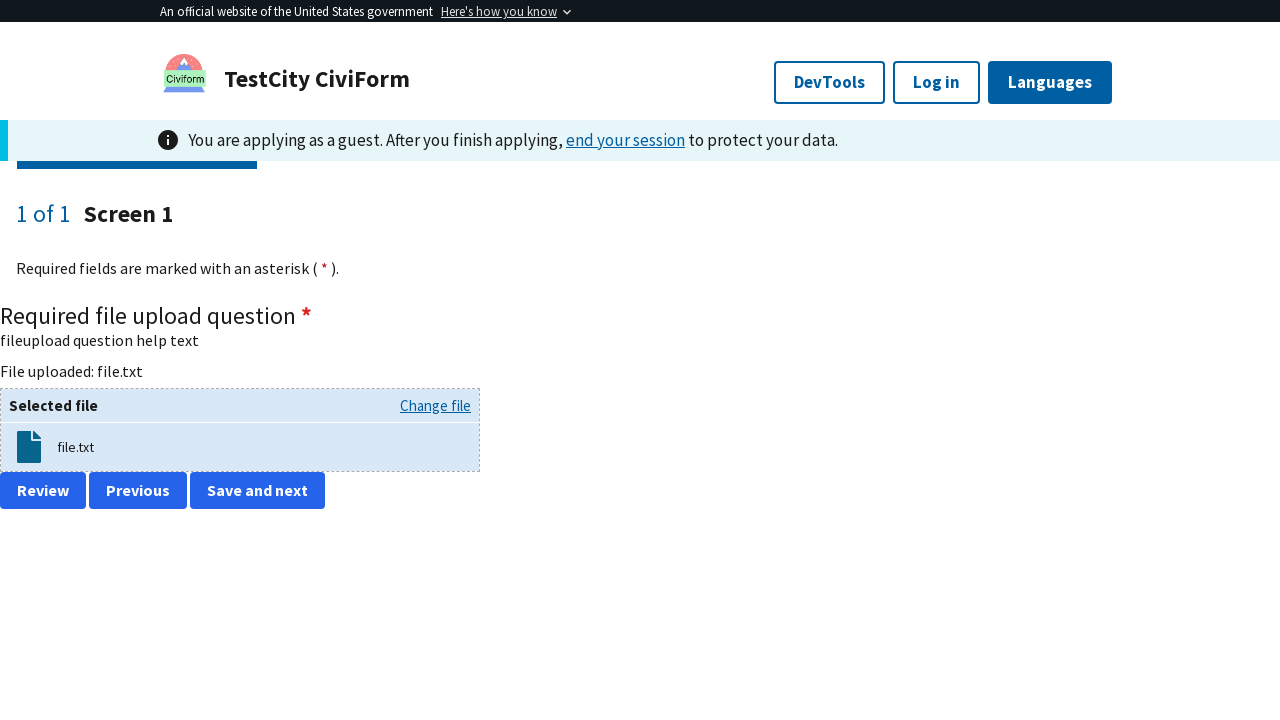 An official website of the United States government Here's how you know
Civiform
TestCity CiviForm
DevTools
Log in
Languages
You are applying as a guest. After you finish applying, end your session to protect your data.
1 of 1 Screen 1
Required fields are marked with an asterisk ( * ).
Required file upload question *
fileupload question help text
File uploaded: file.txt
Selected file
Change file
file.txt
Review
Previous
Save and next